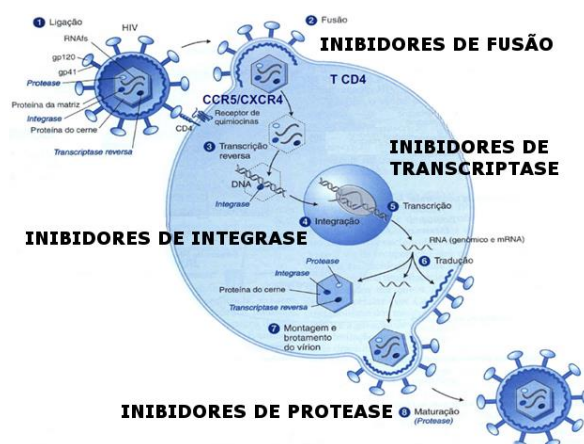 1 Ligação
HIV
RNAfs
gp120
gp41
Protease
Proteína da matriz
Integrase
Proteína do cerne
Transcriptase reversa
2 Fusão
INIBIDORES DE FUSÃO
T CD4
CCR5/CXCR4
Receptor de
quimiocinas
CD4
3 Transcrição
reversa
DNA
Integrase
INIBIDORES DE
TRANSCRIPTASE
4 Integração
5 Transcrição
INIBIDORES DE INTEGRASE
RNA (genômico e mRNA)
6 Tradução
Protease
Integrase
Proteína do cerne
Transcriptase reversa
7 Montagem e
brotamento
do vírion
INIBIDORES DE PROTEASE
8 Maturação
(Protease)